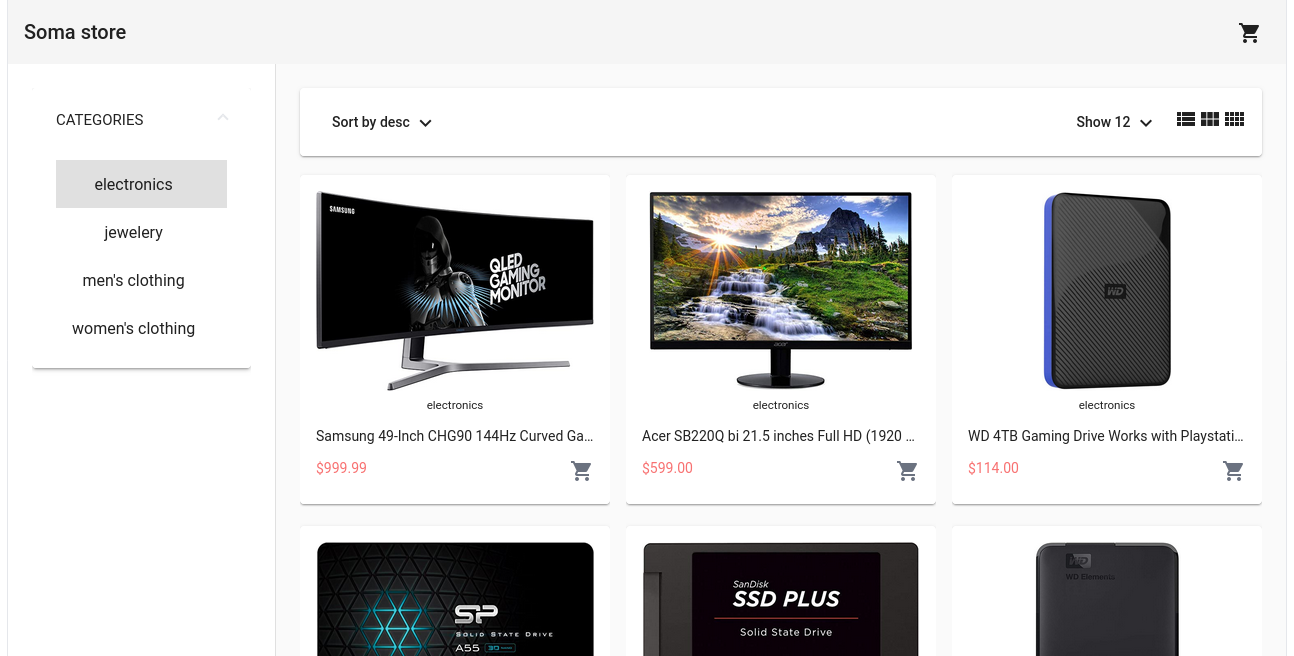 Soma store
CATEGORIES
electronics
jewelery
men's clothing
women's clothing
Sort by desc
Show 12
SAMSUNG
QLED
GAMING
MONITOR
electronics
Samsung 49-Inch CHG90 144Hz Curved Ga...
$999.99
acer
electronics
Acer SB220Q bi 21.5 inches Full HD (1920 ...
$599.00
WD
electronics
WD 4TB Gaming Drive Works with Playstati...
$114.00
SP
SOLID STATE DRIVE
A55
SanDisk
SSD PLUS
Solid State Drive
WD
WD Elements